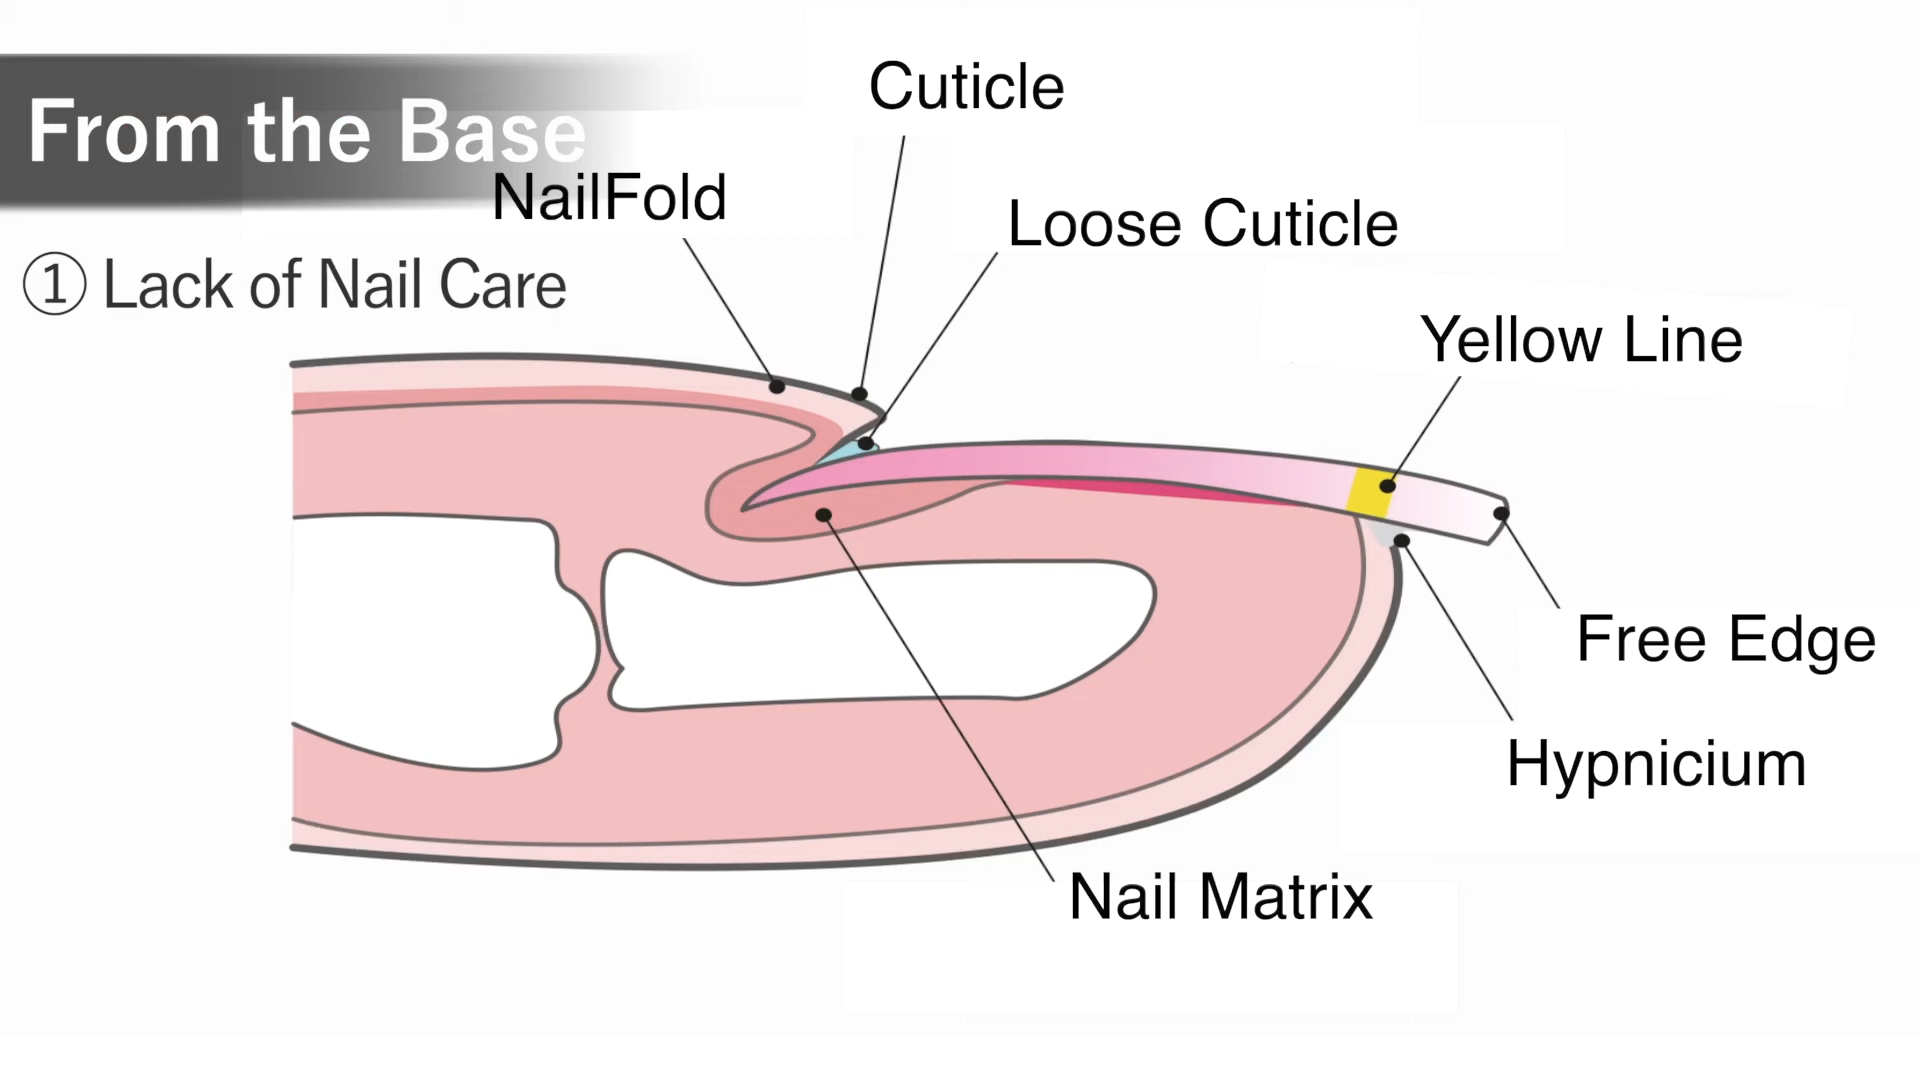 From the Base
① Lack of Nail Care
Cuticle
NailFold
Loose Cuticle
Yellow Line
Free Edge
Hypnicium
Nail Matrix